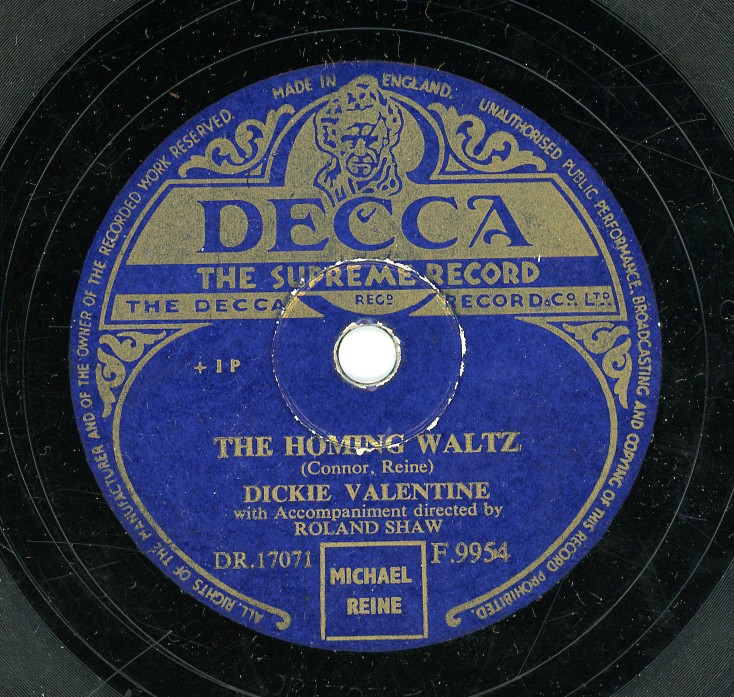 ALL RIGHTS OF THE MANUFACTURER AND OF THE OWNER OF THE RECORDED WORK RESERVED.
MADE IN ENGLAND.
UNAUTHORISED PUBLIC PERFORMANCE, BROADCASTING AND COPYING OF THIS RECORD PROHIBITED.
DECCA
THE SUPREME RECORD
THE DECCA REGD RECORD Co. LTD
+ 1 P
THE HOMING WALTZ
(Connor, Reine)
DICKIE VALENTINE
with Accompaniment directed by
ROLAND SHAW
DR.17071 F.9954
MICHAEL
REINE